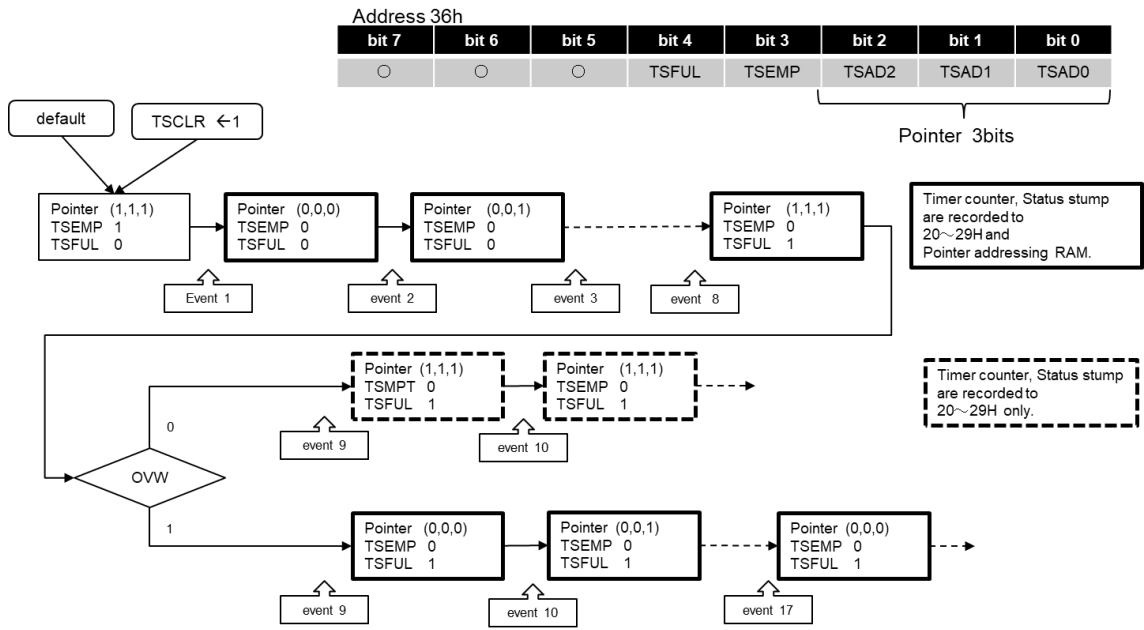 Address 36h
bit 7 bit 6 bit 5 bit 4 bit 3 bit 2 bit 1 bit 0
○ ○ ○ TSFUL TSEMP TSAD2 TSAD1 TSAD0
Pointer 3bits
default
TSCLR ←1
Pointer (1,1,1)
TSEMP 1
TSFUL 0
Pointer (0,0,0)
TSEMP 0
TSFUL 0
Pointer (0,0,1)
TSEMP 0
TSFUL 0
Pointer (1,1,1)
TSEMP 0
TSFUL 1
Timer counter, Status stump
are recorded to
20～29H and
Pointer addressing RAM.
Event 1
event 2
event 3
event 8
Pointer (1,1,1)
TSMPT 0
TSFUL 1
Pointer (1,1,1)
TSEMP 0
TSFUL 1
Timer counter, Status stump
are recorded to
20～29H only.
0
event 9
event 10
OVW
1
Pointer (0,0,0)
TSEMP 0
TSFUL 1
Pointer (0,0,1)
TSEMP 0
TSFUL 1
Pointer (0,0,0)
TSEMP 0
TSFUL 1
event 9
event 10
event 17